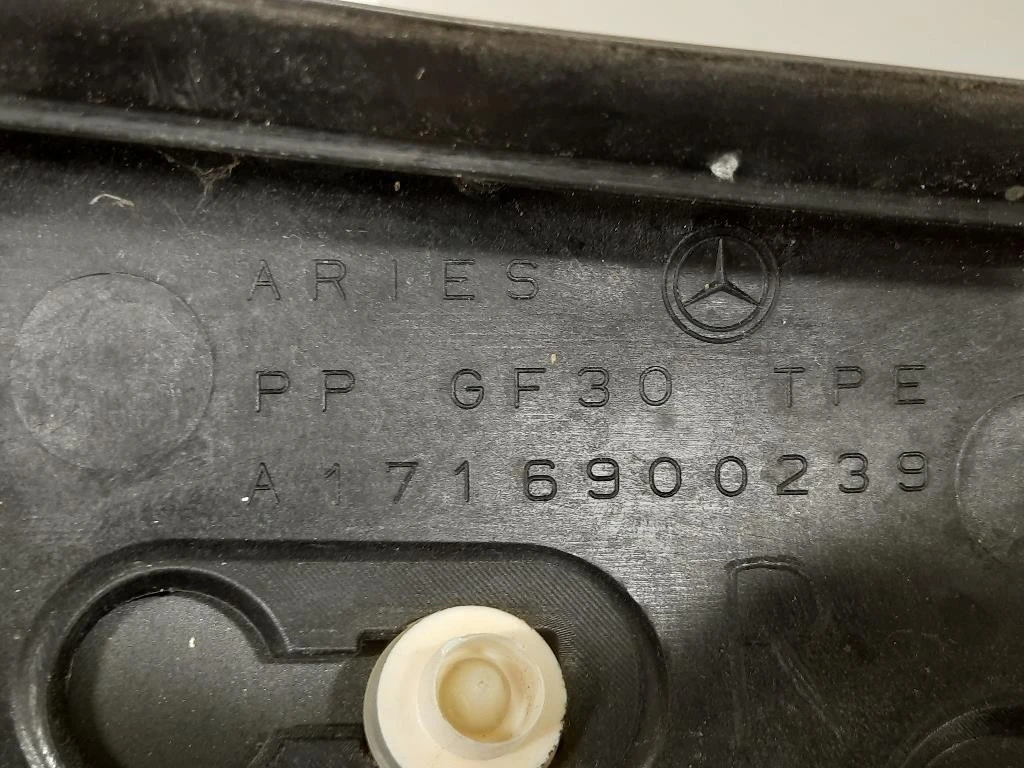 ARIES
PP GF30 TPE
A1716900239
R